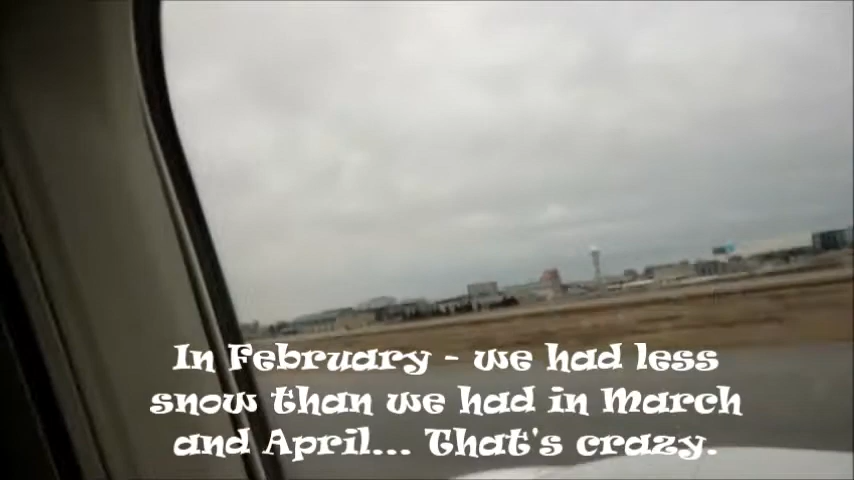 In February - we had less
snow than we had in March
and April... That's crazy.